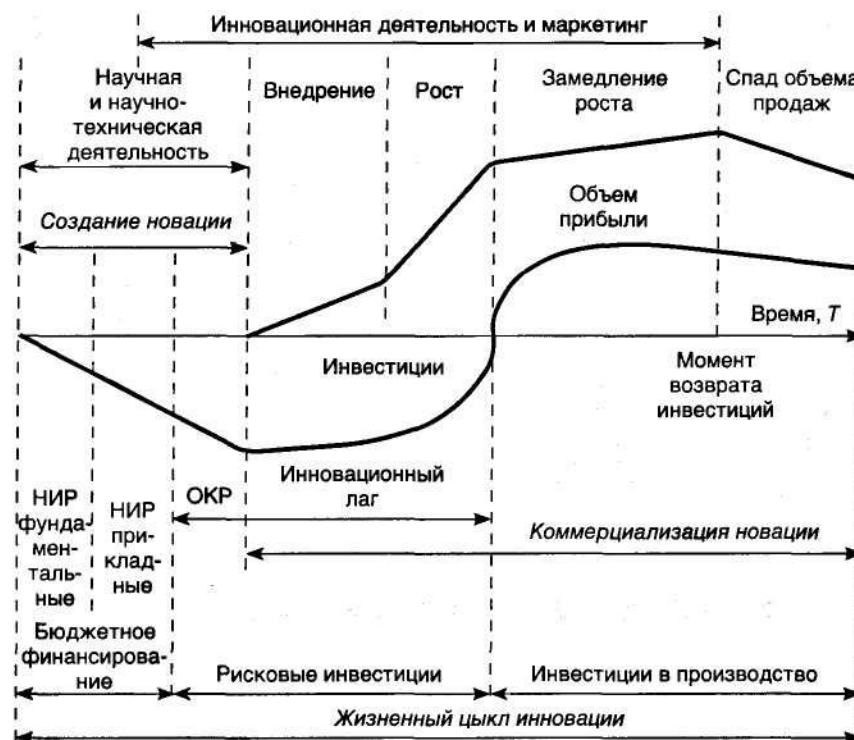 Инновационная деятельность и маркетинг
Научная
и научно-
техническая
деятельность
Внедрение
Рост
Замедление
роста
Спад объема
продаж
Создание новации
Объем
прибыли
Время, T
Инвестиции
Момент
возврата
инвестиций
НИР
фунда-
мен-
таль-
ные
НИР
при-
клад-
ные
ОКР
Инновационный
лаг
Коммерциализация новации
Бюджетное
финансирова-
ние
Рисковые инвестиции
Инвестиции в производство
Жизненный цикл инновации